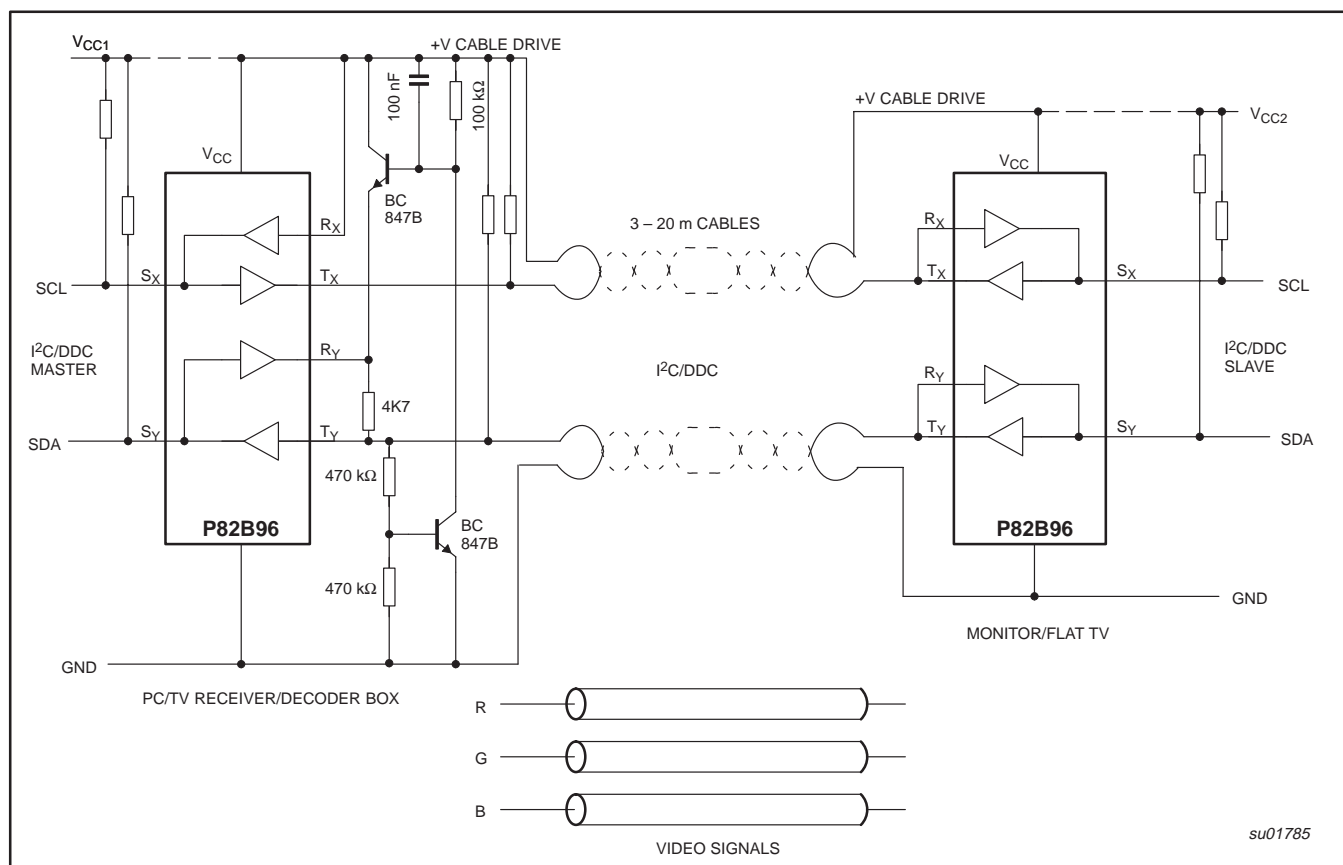 VCC1
+V CABLE DRIVE
100 nF
100 kΩ
+V CABLE DRIVE
VCC2
VCC
VCC
BC
847B
3 – 20 m CABLES
RX
RX
SX
TX
TX
SX
SCL
SCL
I2C/DDC
MASTER
RY
I2C/DDC
I2C/DDC
SLAVE
RY
4K7
SDA
SY
TY
TY
SY
SDA
470 kΩ
P82B96
BC
847B
P82B96
470 kΩ
GND
MONITOR/FLAT TV
GND
PC/TV RECEIVER/DECODER BOX
R
G
B
VIDEO SIGNALS
su01785